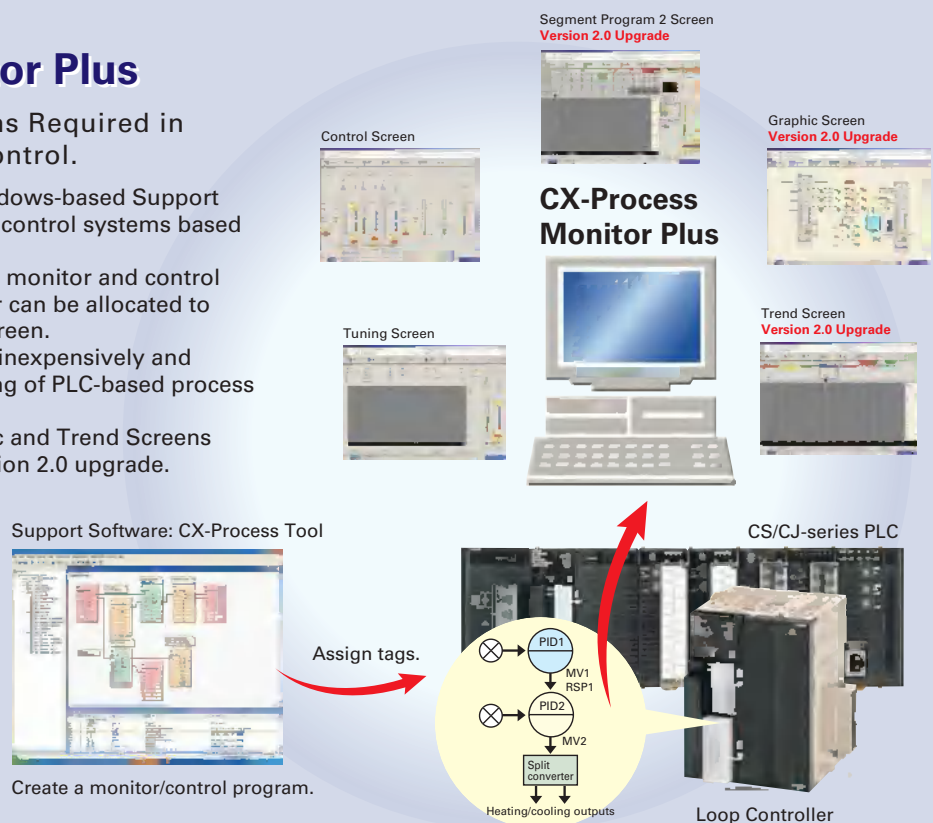 or Plus
ns Required in
ontrol.
dows-based Support
control systems based
monitor and control
r can be allocated to
reen.
inexpensively and
ng of PLC-based process
c and Trend Screens
ion 2.0 upgrade.
Segment Program 2 Screen
Version 2.0 Upgrade
Control Screen
Graphic Screen
Version 2.0 Upgrade
CX-Process
Monitor Plus
Tuning Screen
Trend Screen
Version 2.0 Upgrade
Support Software: CX-Process Tool
CS/CJ-series PLC
Assign tags.
PID1
MV1
RSP1
PID2
MV2
Split
converter
Heating/cooling outputs
Create a monitor/control program.
Loop Controller